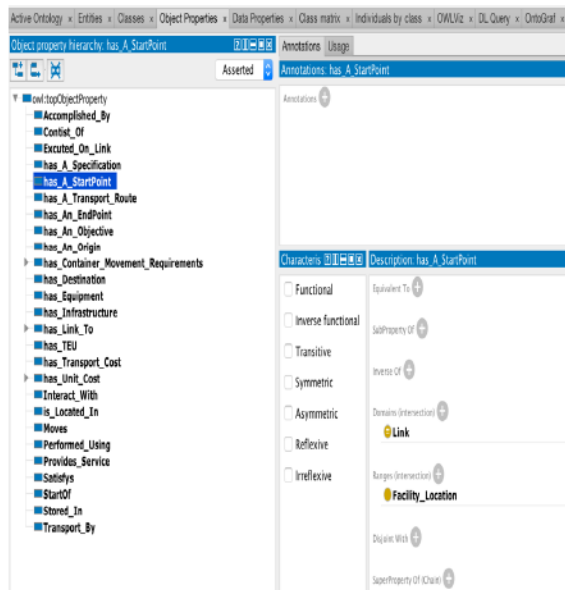 Active Ontology × Entities × Classes × Object Properties × Data Properties × Class matrix × Individuals by class × OWLViz × DL Query × OntoGraf ×
Object property hierarchy: has_A_StartPoint
Asserted
owl:topObjectProperty
Accomplished_By
Contist_Of
Excuted_On_Link
has_A_Specification
has_A_StartPoint
has_A_Transport_Route
has_An_EndPoint
has_An_Objective
has_An_Origin
has_Container_Movement_Requirements
has_Destination
has_Equipment
has_Infrastructure
has_Link_To
has_TEU
has_Transport_Cost
has_Unit_Cost
Interact_With
is_Located_In
Moves
Performed_Using
Provides_Service
Satisfys
StartOf
Stored_In
Transport_By
Annotations Usage
Annotations: has_A_StartPoint
Annotations
Characteris
Functional
Inverse functional
Transitive
Symmetric
Asymmetric
Reflexive
Irreflexive
Description: has_A_StartPoint
Equivalent To
SubProperty Of
Inverse Of
Domains (intersection)
Link
Ranges (intersection)
Facility_Location
Disjoint With
SuperProperty Of (Chain)